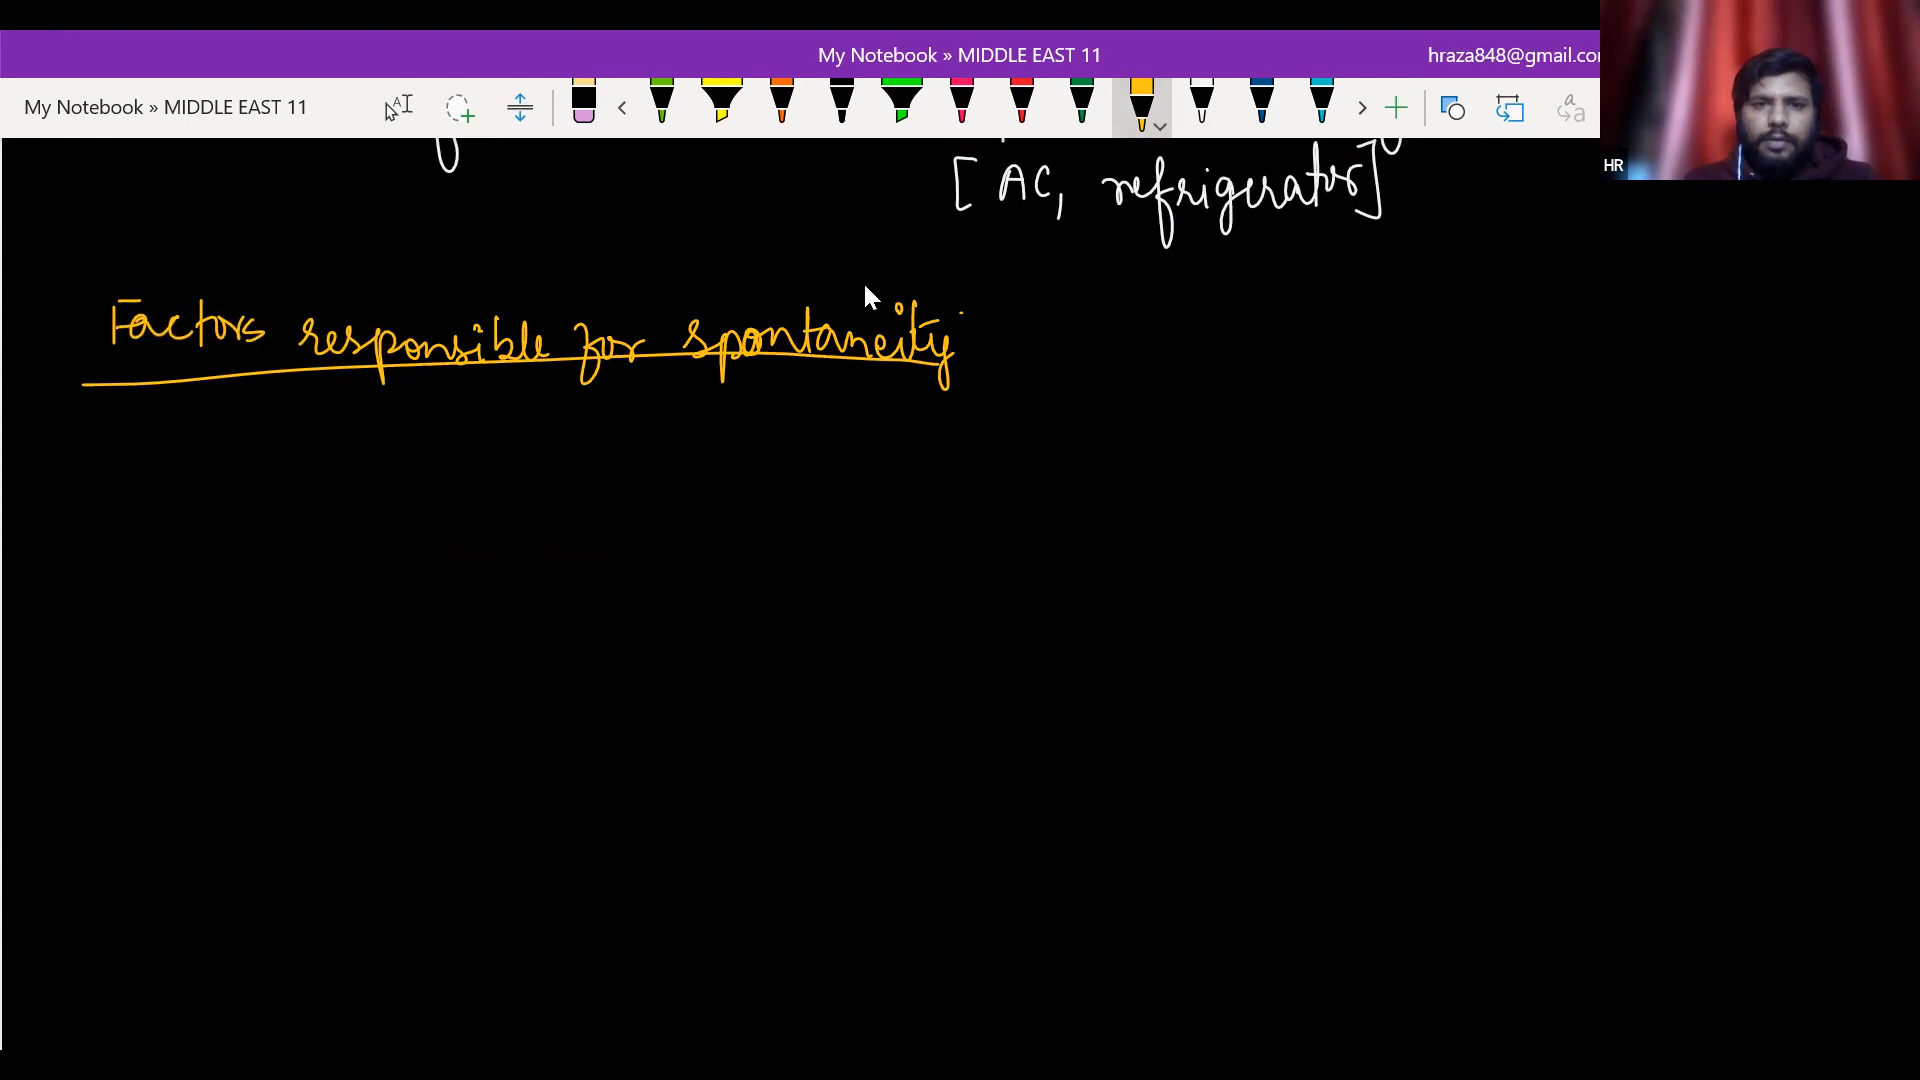 My Notebook » MIDDLE EAST 11
hraza848@gmail.co
My Notebook » MIDDLE EAST 11
HR
[AC, refrigerator]
Factors responsible for spontaneity